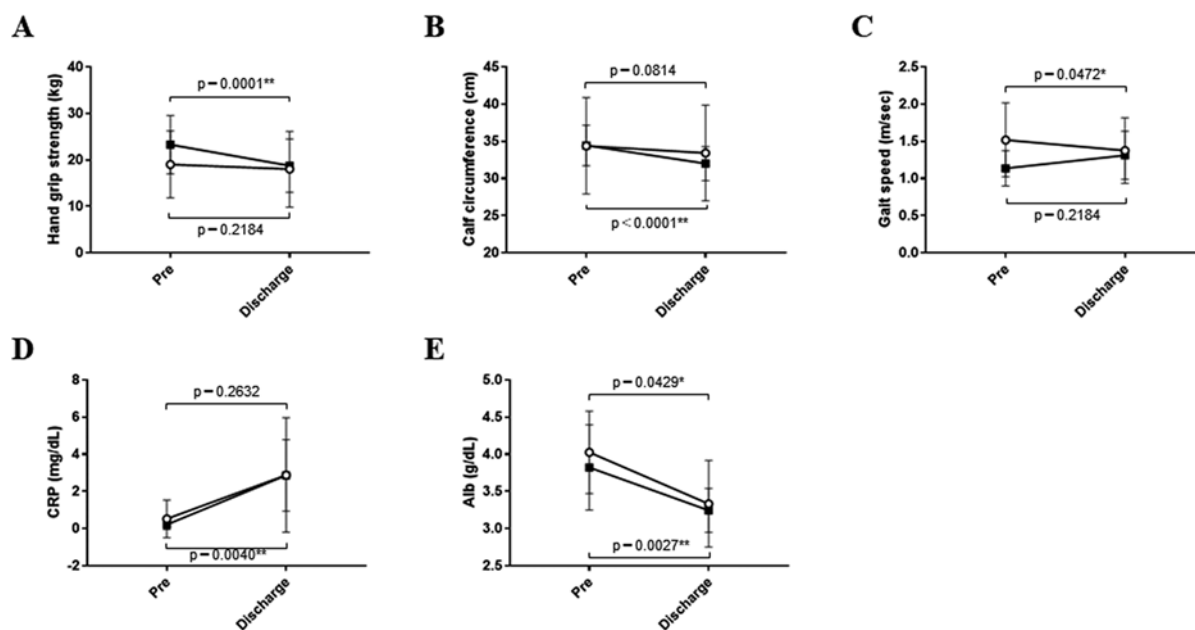 A
Hand grip strength (kg)
40
30
20
10
0
p=0.0001**
p=0.2184
Pre
Discharge
B
Calf circumference (cm)
45
40
35
30
25
20
p=0.0814
p<0.0001**
Pre
Discharge
C
Gait speed (m/sec)
2.5
2.0
1.5
1.0
0.5
0.0
p=0.0472*
p=0.2184
Pre
Discharge
D
CRP (mg/dL)
8
6
4
2
0
-2
p=0.2632
p=0.0040**
Pre
Discharge
E
Alb (g/dL)
5.0
4.5
4.0
3.5
3.0
2.5
p=0.0429*
p=0.0027**
Pre
Discharge